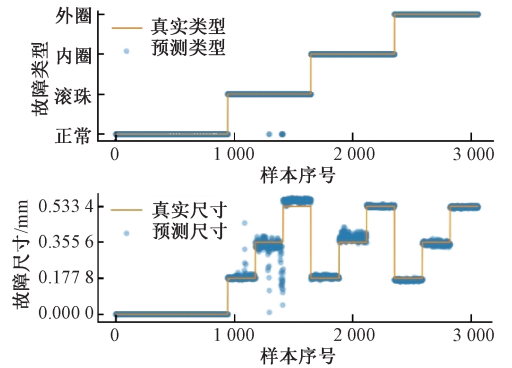 外圈
内圈
滚珠
正常
故障类型
真实类型
预测类型
0 1 000 2 000 3 000
样本序号
0.533 4
0.355 6
0.177 8
0.000 0
故障尺寸/mm
真实尺寸
预测尺寸
0 1 000 2 000 3 000
样本序号